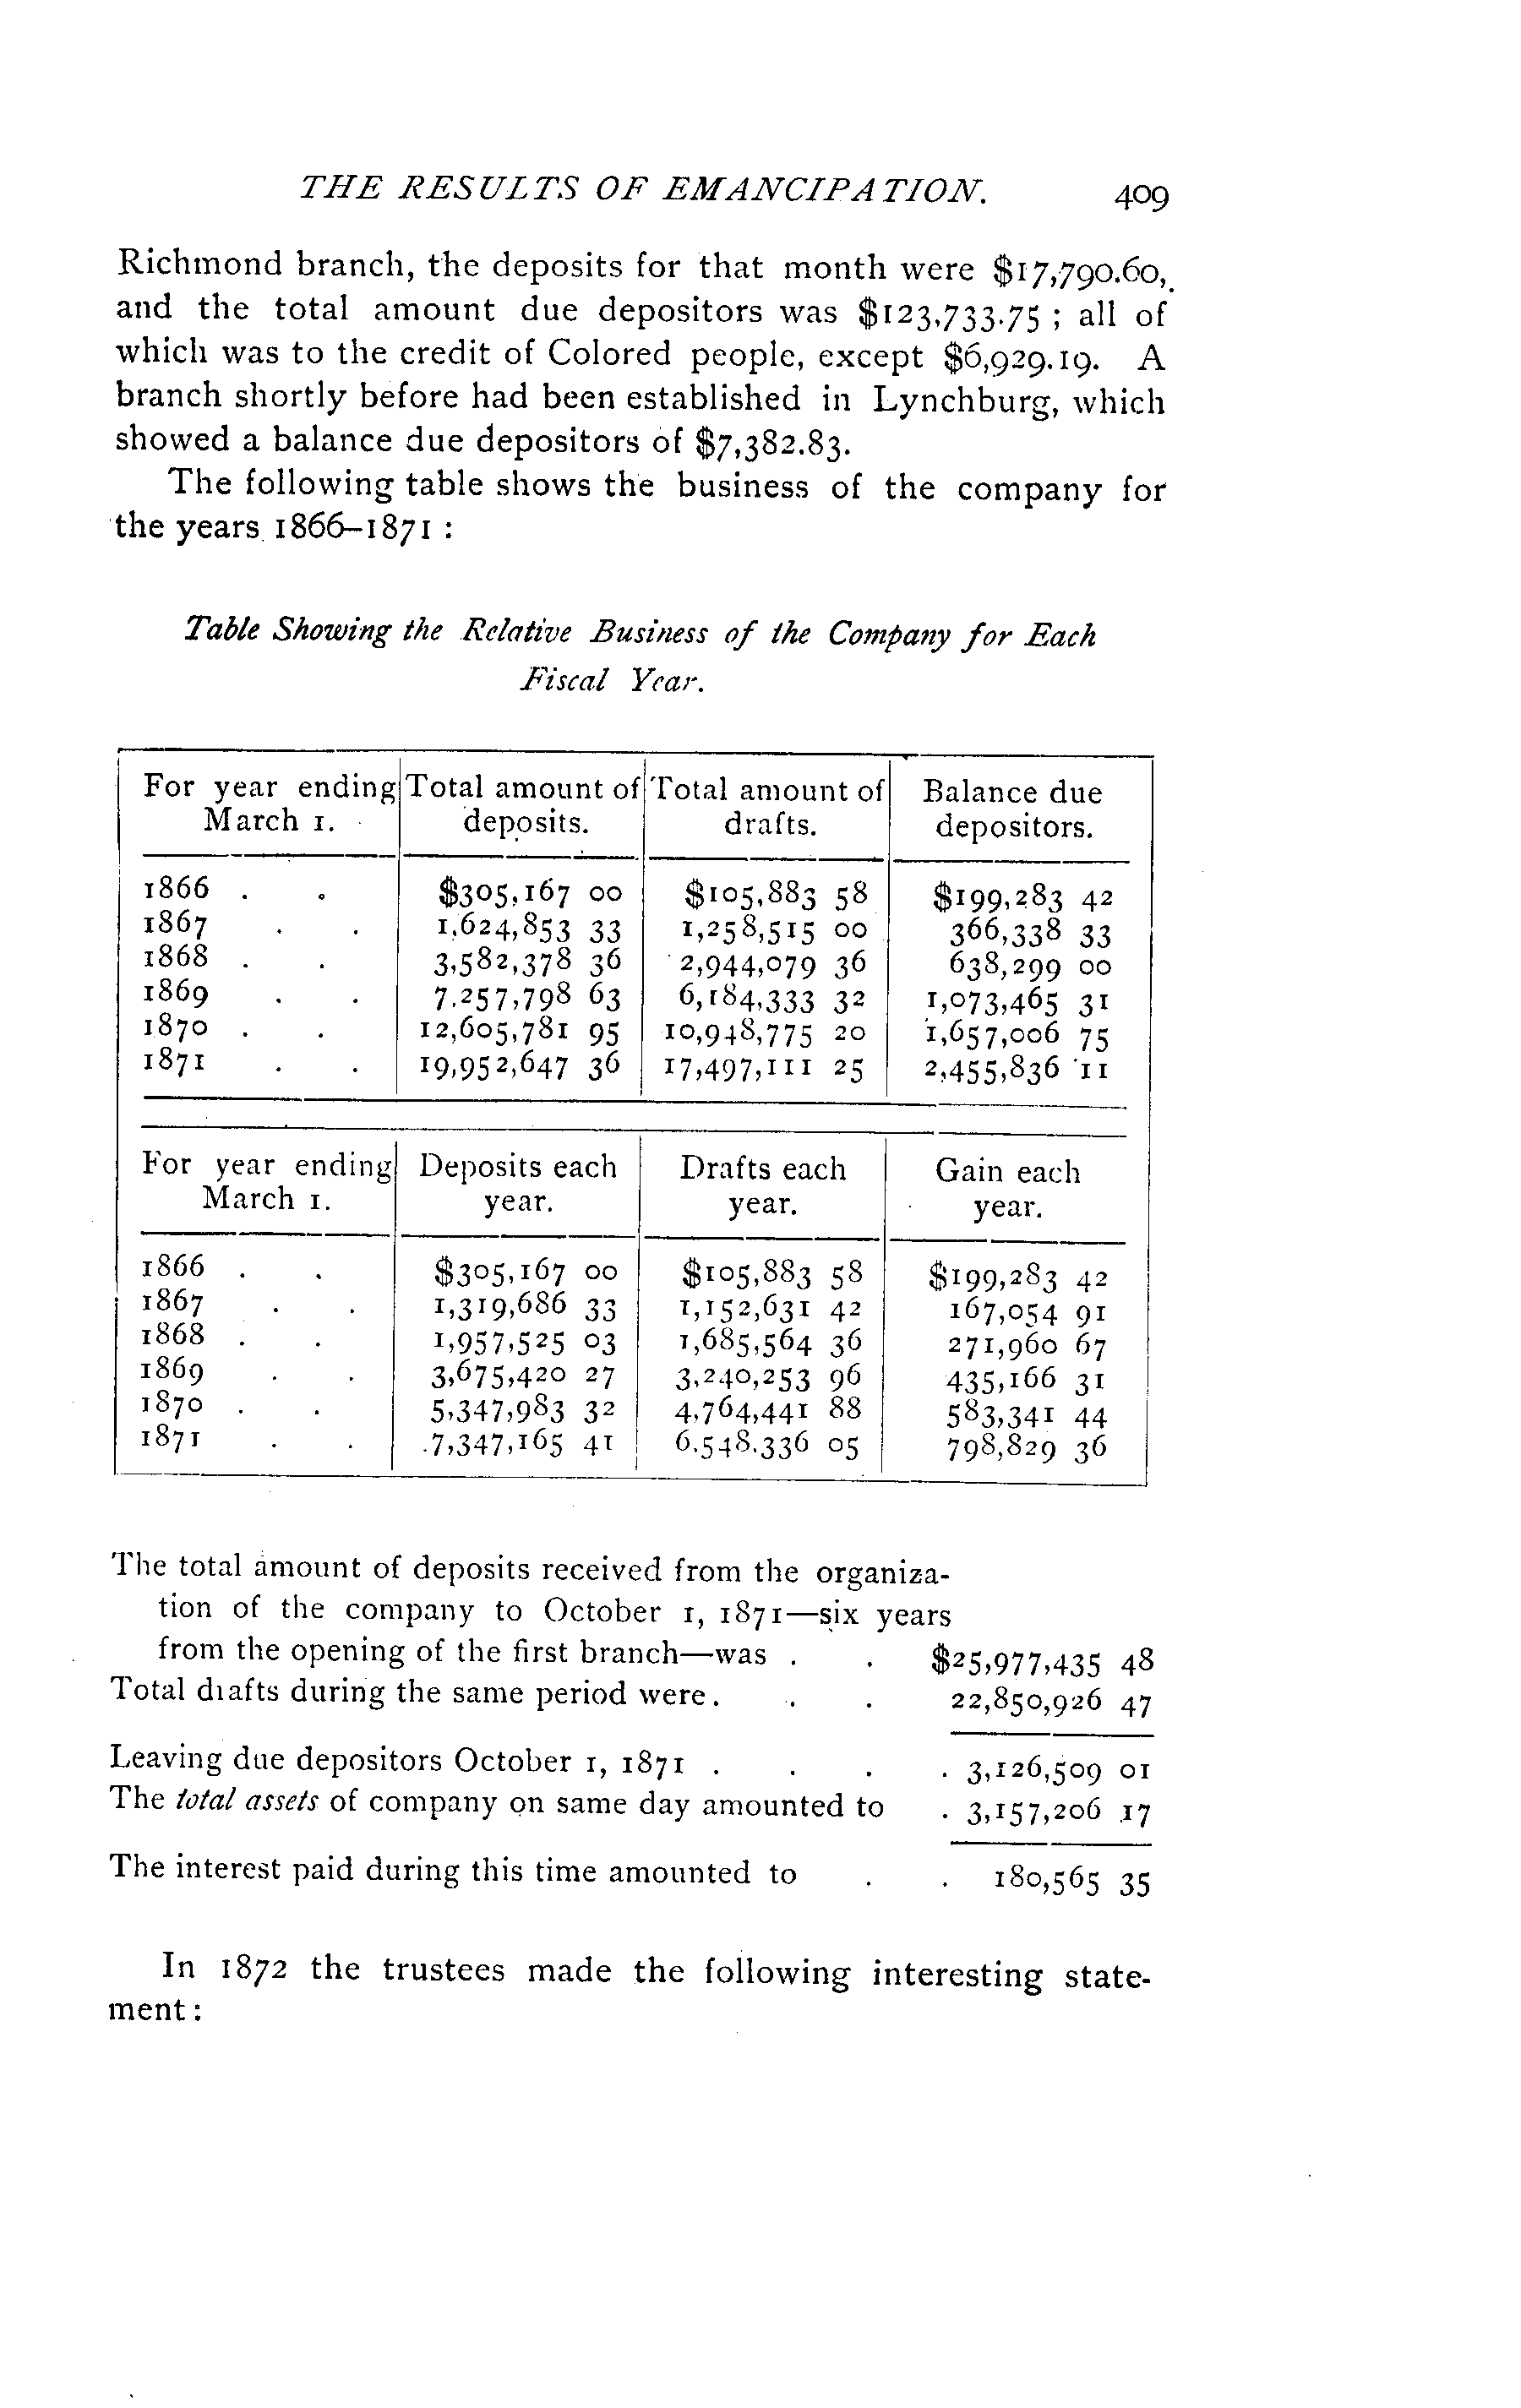 THE RESULTS OF EMANCIPATION. 409
Richmond branch, the deposits for that month were $17,790.60,
and the total amount due depositors was $123,733.75 ; all of
which was to the credit of Colored people, except $6,929.19. A
branch shortly before had been established in Lynchburg, which
showed a balance due depositors of $7,382.83.
The following table shows the business of the company for
the years 1866–1871 :
Table Showing the Relative Business of the Company for Each
Fiscal Year.
For year ending Total amount of Total amount of Balance due
March 1. deposits. drafts. depositors.
1866 . . $305,167 00 $105,883 58 $199,283 42
1867 . . 1,624,853 33 1,258,515 00 366,338 33
1868 . . 3,582,378 36 2,944,079 36 638,299 00
1869 . . 7,257,798 63 6,184,333 32 1,073,465 31
1870 . . 12,605,781 95 10,948,775 20 1,657,006 75
1871 . . 19,952,647 36 17,497,111 25 2,455,836 11
For year ending Deposits each Drafts each Gain each
March 1. year. year. year.
1866 . . $305,167 00 $105,883 58 $199,283 42
1867 . . 1,319,686 33 1,152,631 42 167,054 91
1868 . . 1,957,525 03 1,685,564 36 271,960 67
1869 . . 3,675,420 27 3,240,253 96 435,166 31
1870 . . 5,347,983 32 4,764,441 88 583,341 44
1871 . . 7,347,165 41 6,548,336 05 798,829 36
The total amount of deposits received from the organiza-
tion of the company to October 1, 1871—six years
from the opening of the first branch—was . . $25,977,435 48
Total drafts during the same period were . . . 22,850,926 47
Leaving due depositors October 1, 1871 . . . . 3,126,509 01
The total assets of company on same day amounted to . 3,157,206 17
The interest paid during this time amounted to . . 180,565 35
In 1872 the trustees made the following interesting state-
ment :